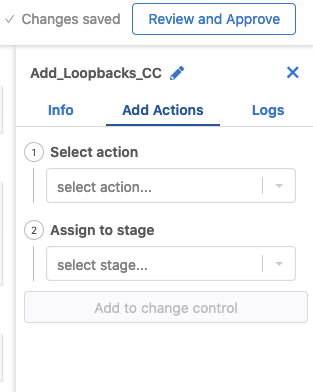 ✓ Changes saved Review and Approve
Add_Loopbacks_CC
Info Add Actions Logs
1 Select action
select action...
2 Assign to stage
select stage...
Add to change control